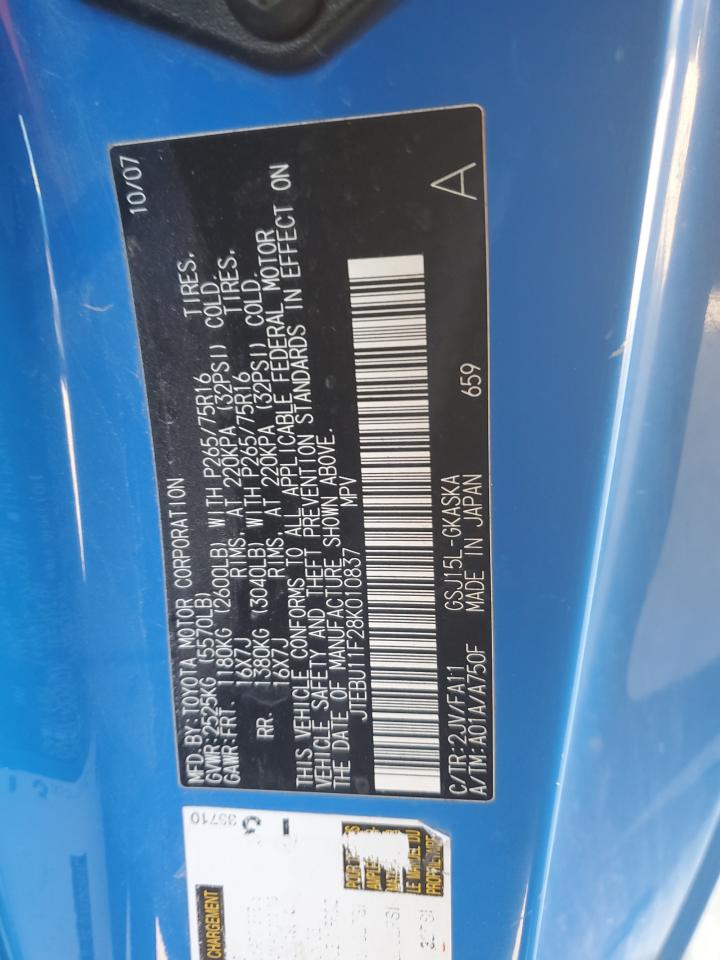 MFD. BY: TOYOTA MOTOR CORPORATION 10/07
GVWR: 2525KG (5570LB)
GAWR: FRT. 1180KG (2600LB) WITH P265/75R16 TIRES,
16X7J RIMS, AT 220KPA (32PSI) COLD.
RR. 1380KG (3040LB) WITH P265/75R16 TIRES,
16X7J RIMS, AT 220KPA (32PSI) COLD.
THIS VEHICLE CONFORMS TO ALL APPLICABLE FEDERAL MOTOR
VEHICLE SAFETY AND THEFT PREVENTION STANDARDS IN EFFECT ON
THE DATE OF MANUFACTURE SHOWN ABOVE.
JTEBU11F28K010837 MPV
C/TR: 2JV/FA11 GSJ15L-GKASKA
A/TM: A01A/A750F MADE IN JAPAN 659 A
35710
CHARGEMENT
LE MANUEL DU
PROPRIÉTAIRE